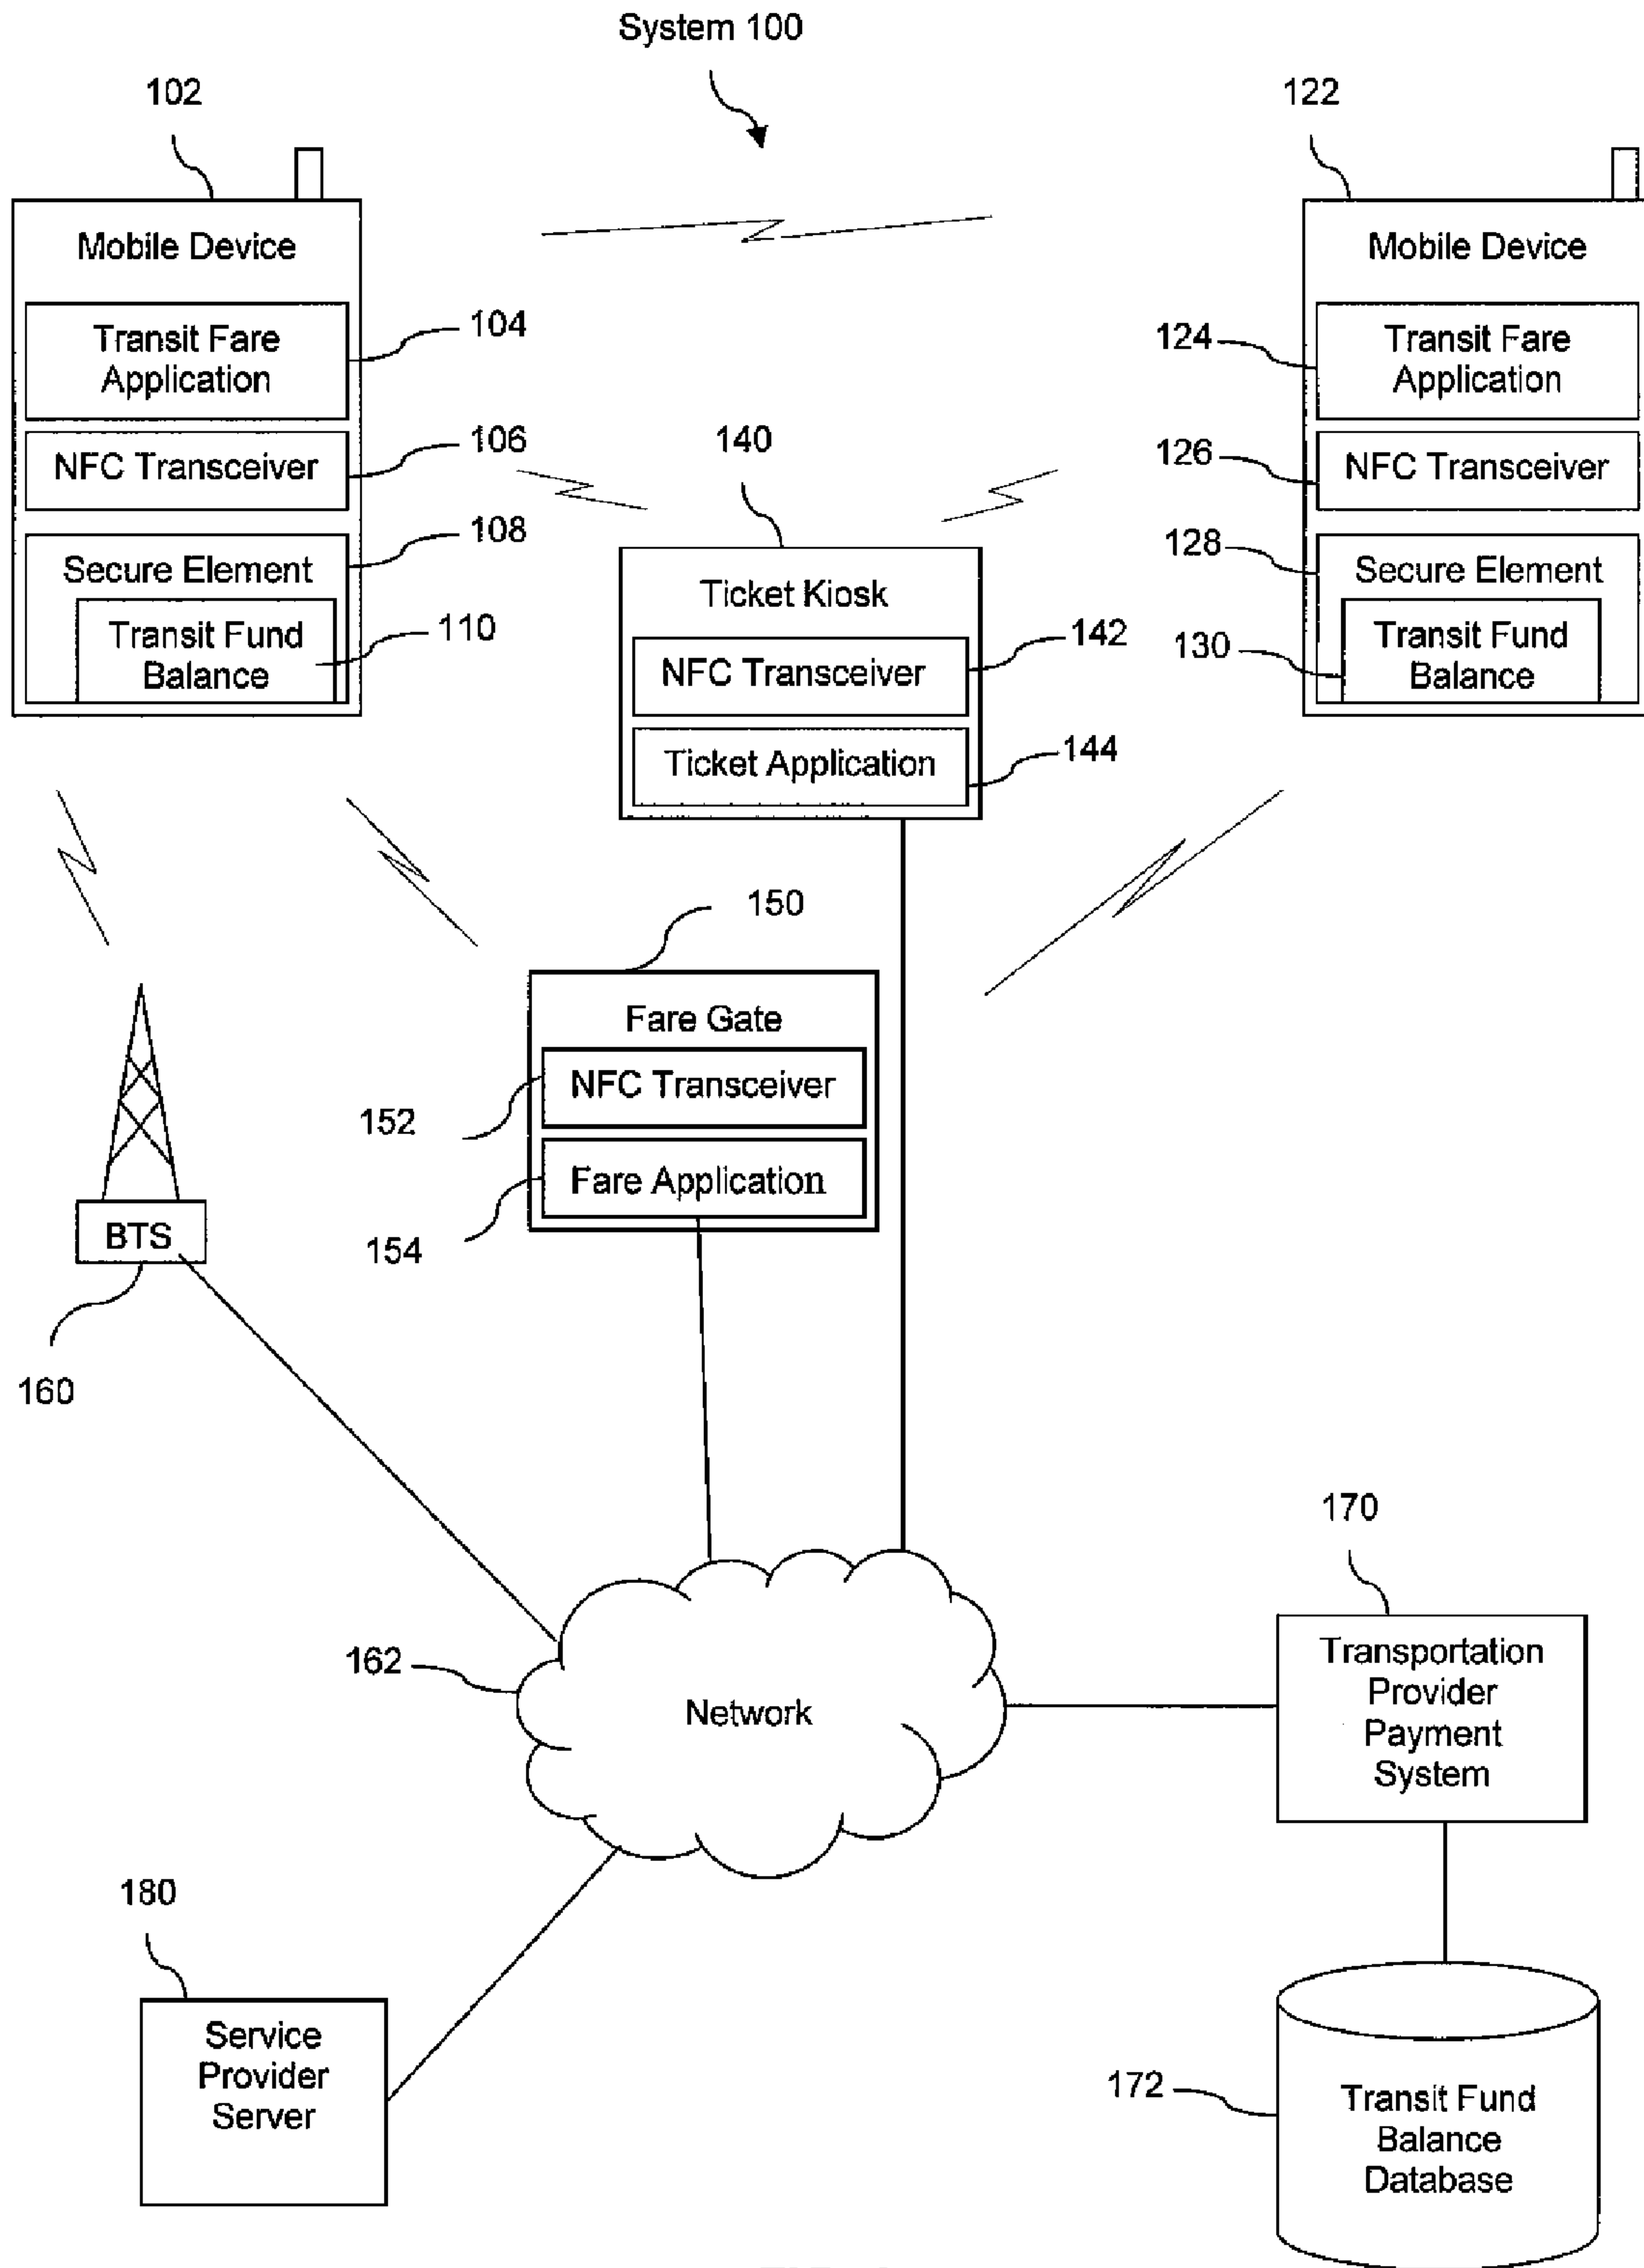 System 100
102
122
Mobile Device
Transit Fare
Application
104
NFC Transceiver
106
Secure Element
108
Transit Fund
Balance
110
Mobile Device
124
Transit Fare
Application
126
NFC Transceiver
128
Secure Element
130
Transit Fund
Balance
140
Ticket Kiosk
NFC Transceiver
142
Ticket Application
144
150
Fare Gate
NFC Transceiver
152
Fare Application
154
BTS
160
162
Network
170
Transportation
Provider
Payment
System
180
Service
Provider
Server
172
Transit Fund
Balance
Database